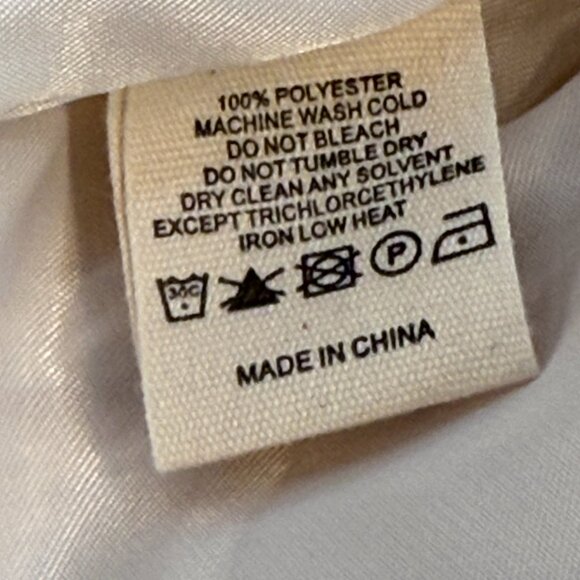 100% POLYESTER
MACHINE WASH COLD
DO NOT BLEACH
DO NOT TUMBLE DRY
DRY CLEAN ANY SOLVENT
EXCEPT TRICHLORCETHYLENE
IRON LOW HEAT
30C P
MADE IN CHINA